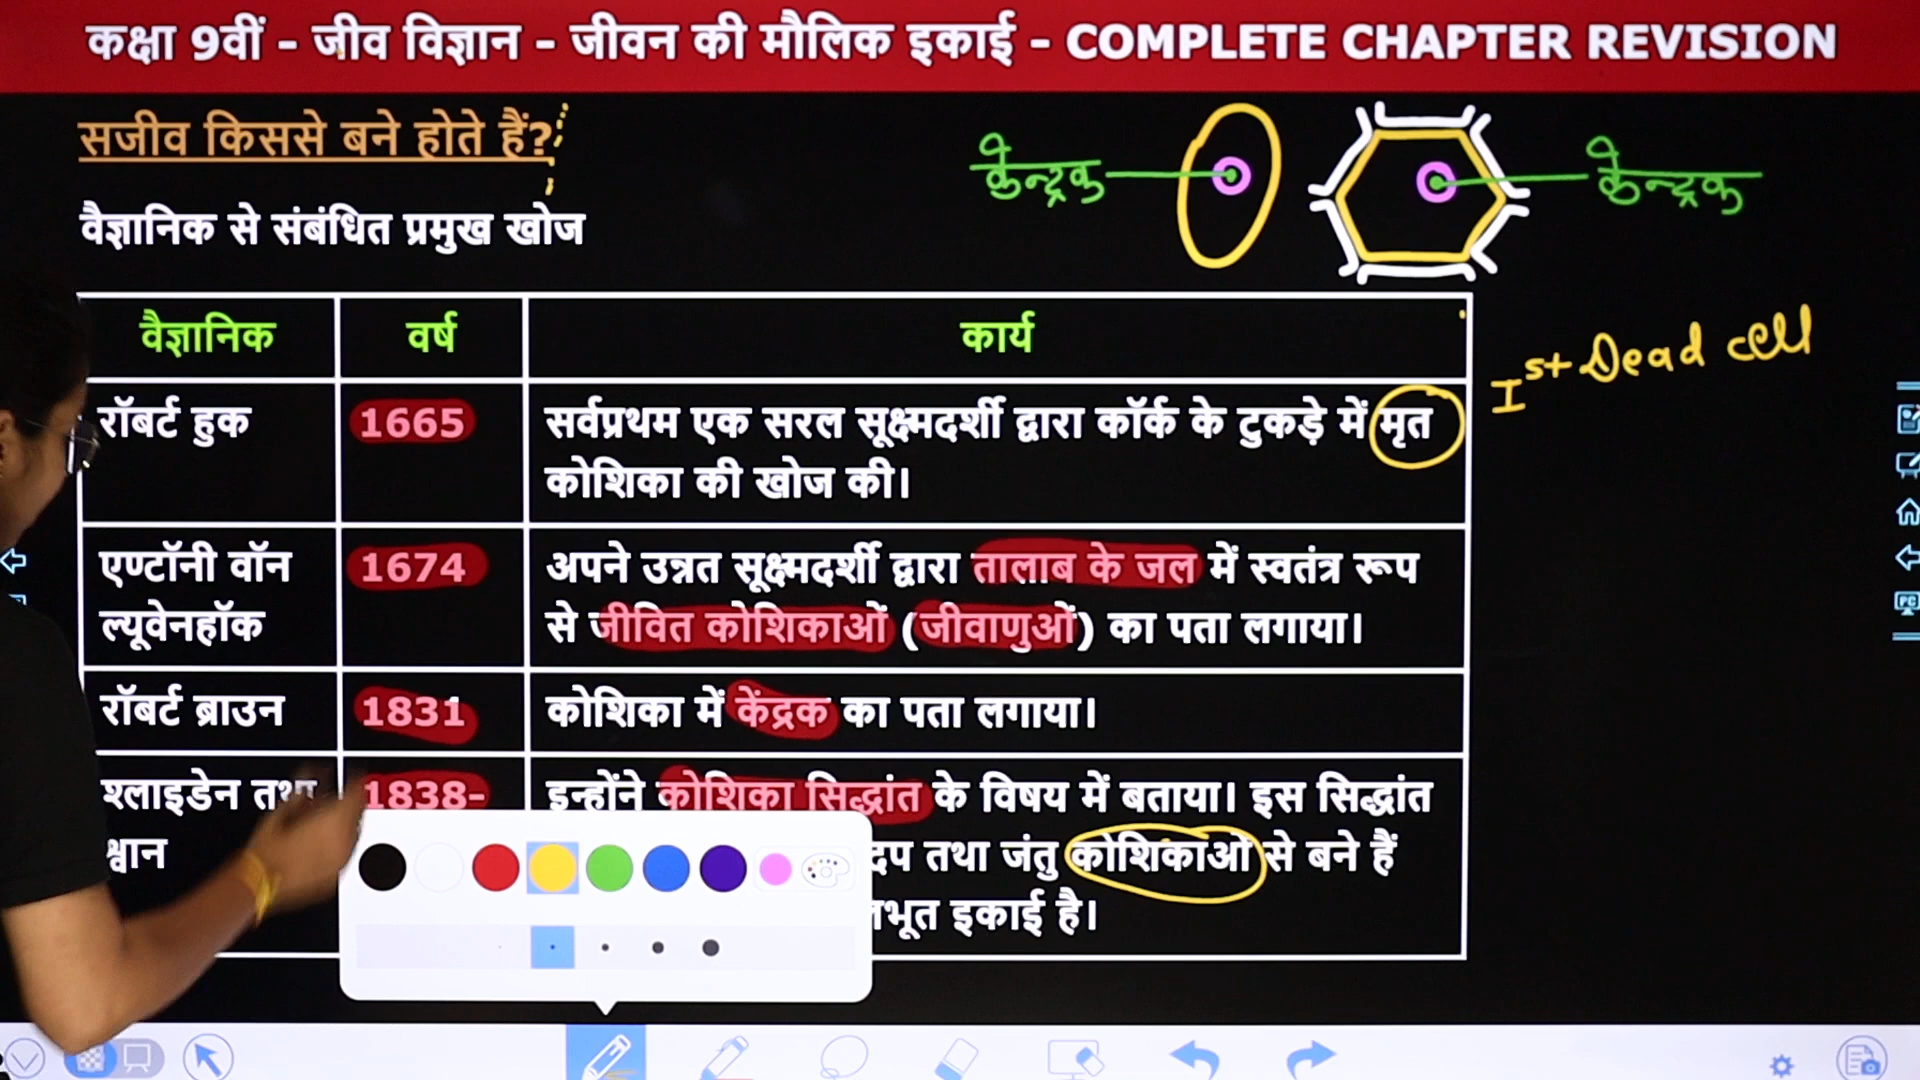 कक्षा 9वीं - जीव विज्ञान - जीवन की मौलिक इकाई - COMPLETE CHAPTER REVISION
सजीव किससे बने होते हैं?
केन्द्रक
केन्द्रक
वैज्ञानिक से संबंधित प्रमुख खोज
वैज्ञानिक वर्ष कार्य
Ist Dead cell
रॉबर्ट हुक 1665 सर्वप्रथम एक सरल सूक्ष्मदर्शी द्वारा कॉर्क के टुकड़े में मृत
कोशिका की खोज की।
एण्टॉनी वॉन 1674 अपने उन्नत सूक्ष्मदर्शी द्वारा तालाब के जल में स्वतंत्र रूप
ल्यूवेनहॉक से जीवित कोशिकाओं (जीवाणुओं) का पता लगाया।
रॉबर्ट ब्राउन 1831 कोशिका में केंद्रक का पता लगाया।
श्लाइडेन तथा 1838- इन्होंने कोशिका सिद्धांत के विषय में बताया। इस सिद्धांत
श्वान तथा जंतु कोशिकाओं से बने हैं
इकाई है।
PC